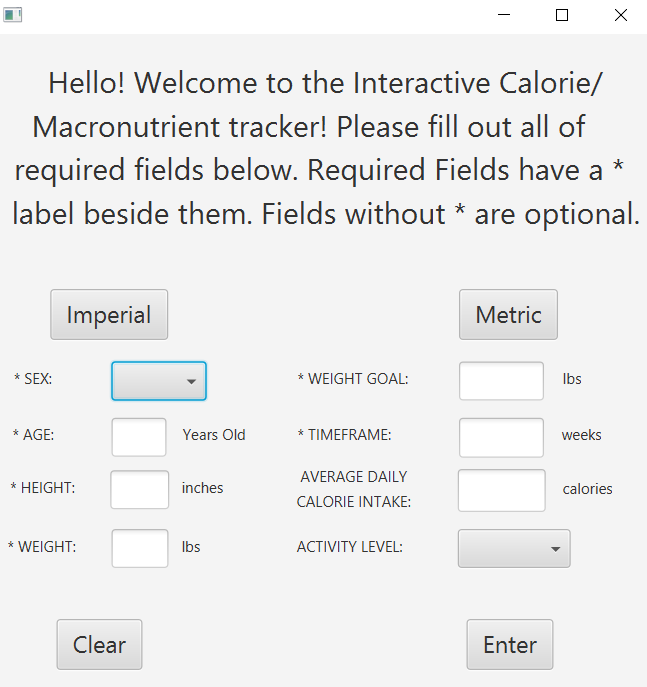 Hello! Welcome to the Interactive Calorie/
Macronutrient tracker! Please fill out all of
required fields below. Required Fields have a *
label beside them. Fields without * are optional.
Imperial
Metric
* SEX:
* WEIGHT GOAL:
lbs
* AGE:
Years Old
* TIMEFRAME:
weeks
* HEIGHT:
inches
AVERAGE DAILY
CALORIE INTAKE:
calories
* WEIGHT:
lbs
ACTIVITY LEVEL:
Clear
Enter